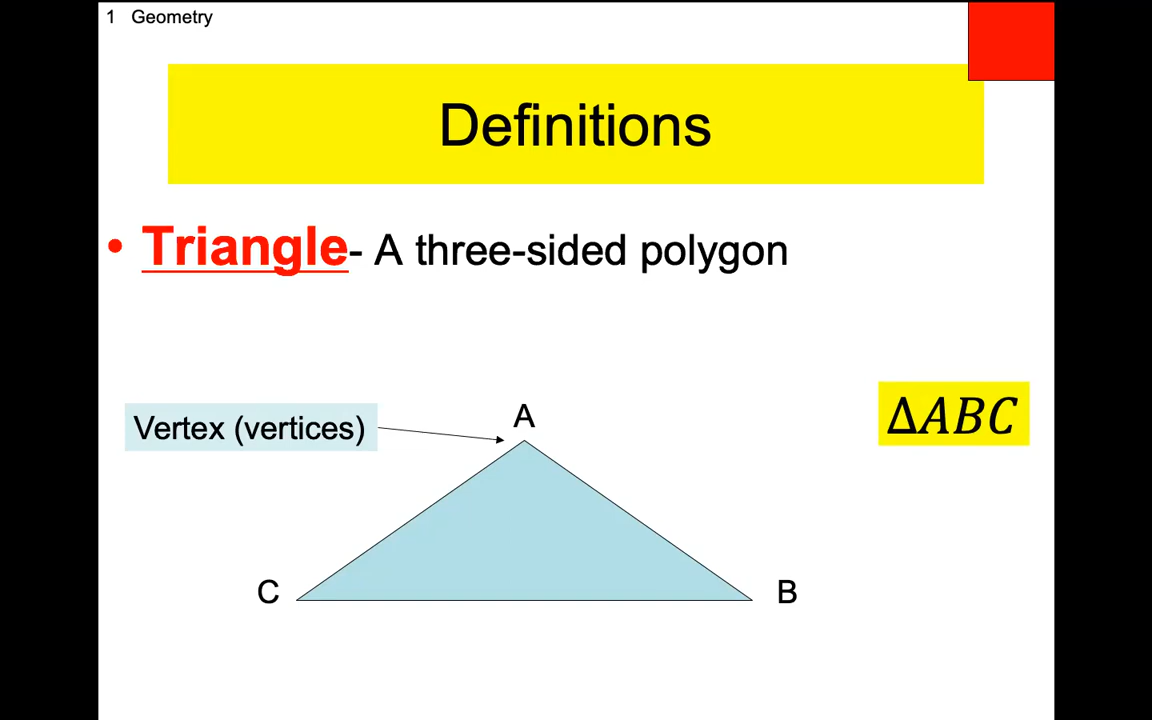 1 Geometry
Definitions
• Triangle- A three-sided polygon
A
Vertex (vertices)
ΔABC
C
B